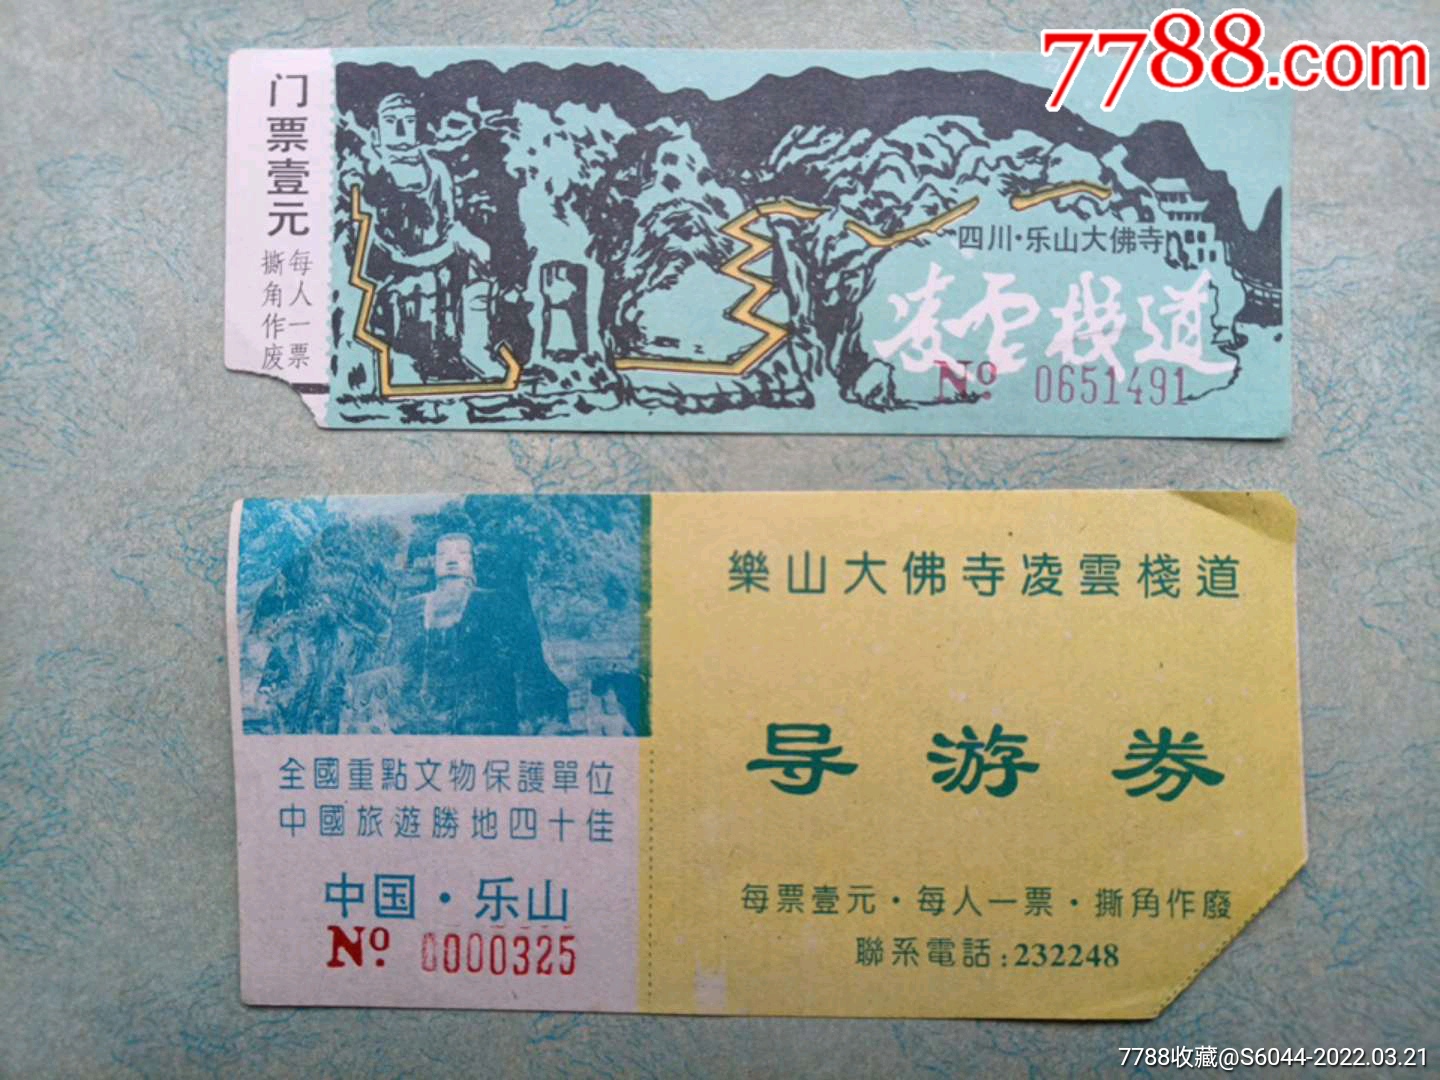 7788.com
门票壹元
每人一票
撕角作废
四川·乐山大佛寺
凌雲栈道
Nº 0651491
樂山大佛寺凌雲棧道
导游券
每票壹元·每人一票·撕角作廢
聯系電話:232248
全國重點文物保護單位
中國旅遊勝地四十佳
中国·乐山
Nº 0000325
7788收藏@S6044-2022.03.21